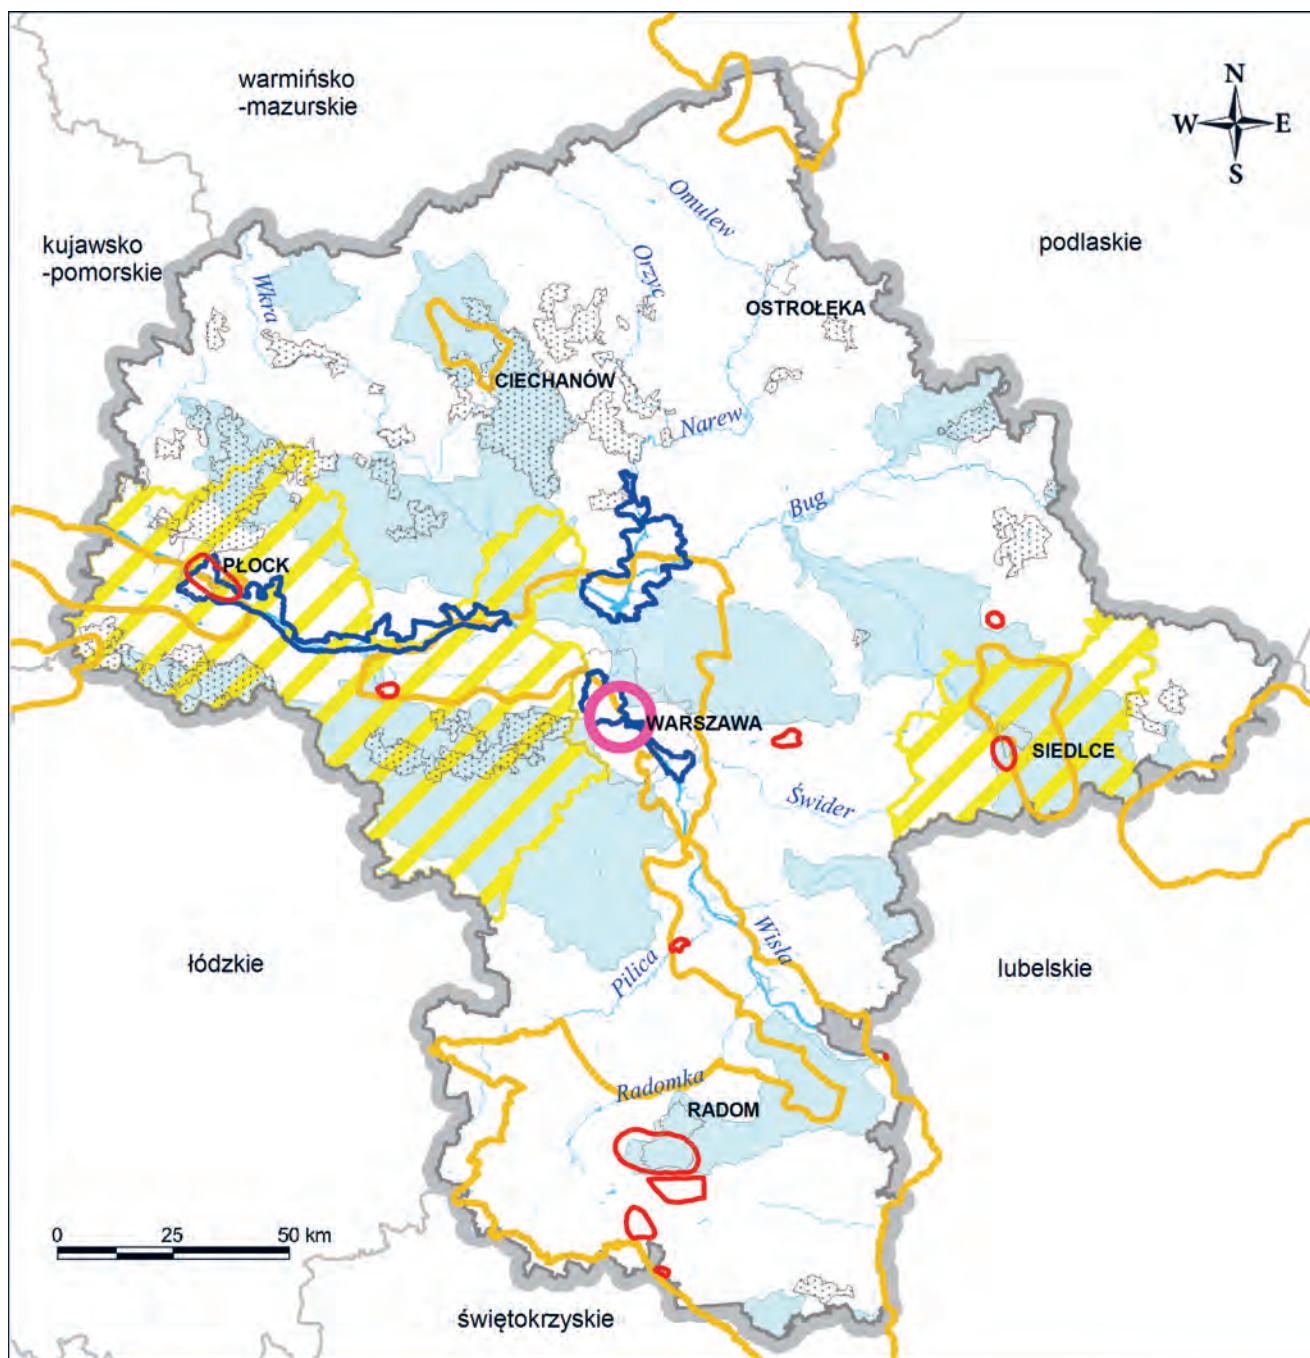 warmińsko
-mazurskie
N
W
E
S
kujawsko
-pomorskie
podlaskie
Omulew
Orzyc
Wkra
OSTROŁĘKA
CIECHANÓW
Narew
Bug
PŁOCK
WARSZAWA
SIEDLCE
Świder
Wisła
łódzkie
Pilica
lubelskie
Radomka
RADOM
0 25 50 km
świętokrzyskie